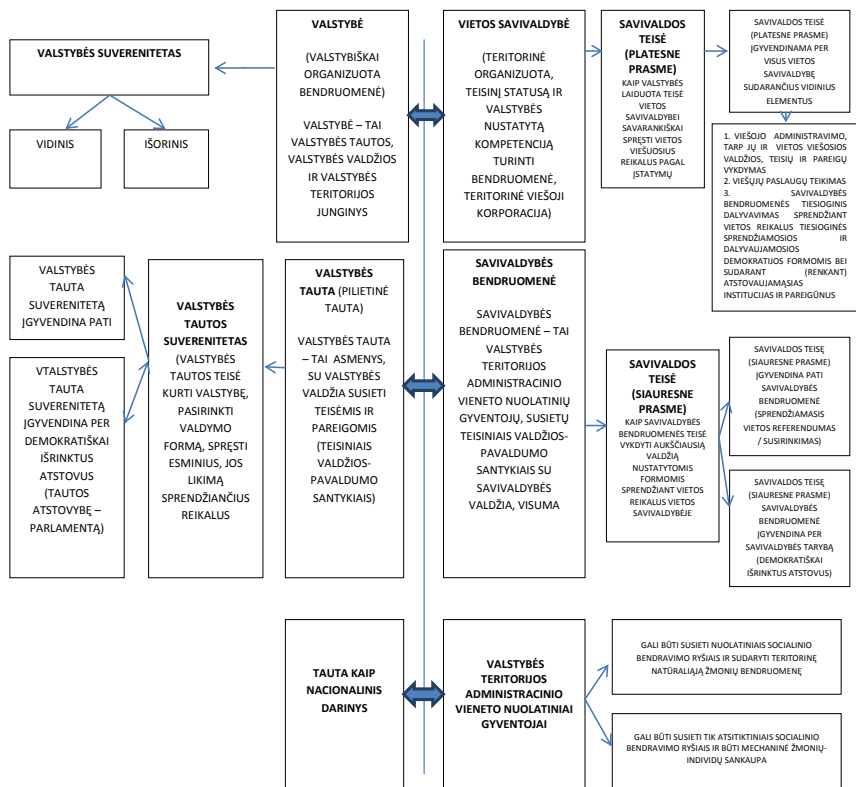 VALSTYBĖS SUVERENITETAS
VIDINIS
IŠORINIS
VALSTYBĖ
(VALSTYBIŠKAI
ORGANIZUOTA
BENDRUOMENĖ)
VALSTYBĖ – TAI
VALSTYBĖS TAUTOS,
VALSTYBĖS VALDŽIOS
IR VALSTYBĖS
TERITORIJOS
JUNGINYS
VIETOS SAVIVALDYBĖ
(TERITORINĖ
ORGANIZUOTA,
TEISINĮ STATUSĄ IR
VALSTYBĖS
NUSTATYTĄ
KOMPETENCIJĄ
TURINTI
BENDRUOMENĖ,
TERITORINĖ VIEŠOJI
KORPORACIJA)
SAVIVALDOS
TEISĖ
(PLATESNE
PRASME)
KAIP VALSTYBĖS
LAIDUOTA TEISĖ
VIETOS
SAVIVALDYBEI
SAVARANKIŠKAI
SPRĘSTI VIETOS
VIEŠUOSIUS
REIKALUS PAGAL
ĮSTATYMŲ
SAVIVALDOS TEISĖ
(PLATESNE PRASME)
ĮGYVENDINAMA PER
VISUS VIETOS
SAVIVALDYBĘ
SUDARANČIUS VIDINIUS
ELEMENTUS
1. VIEŠOJO ADMINISTRAVIMO,
TARP JŲ IR VIETOS VIEŠOSIOS
VALDŽIOS, TEISIŲ IR PAREIGŲ
VYKDYMAS
2. VIEŠŲJŲ PASLAUGŲ TEIKIMAS
3. SAVIVALDYBĖS
BENDRUOMENĖS TIESIOGINIS
DALYVAVIMAS SPRENDŽIANT
VIETOS REIKALUS TIESIOGINĖS
SPRENDŽIAMOSIOS IR
DALYVAUJAMOSIOS
DEMOKRATIJOS FORMOMIS BEI
SUDARANT (RENKANT)
ATSTOVAUJAMĄSIAS
INSTITUCIJAS IR PAREIGŪNUS
VALSTYBĖS
TAUTA
SUVERENITETĄ
ĮGYVENDINA PATI
VTALSTYBĖS
TAUTA
SUVERENITETĄ
ĮGYVENDINA PER
DEMOKRATIŠKAI
IŠRINKTUS
ATSTOVUS
(TAUTOS
ATSTOVYBĘ –
PARLAMENTĄ)
VALSTYBĖS
TAUTOS
SUVERENITETAS
(VALSTYBĖS
TAUTOS TEISĖ
KURTI VALSTYBĘ,
PASIRINKTI
VALDYMO
FORMĄ, SPRĘSTI
ESMINIUS, JOS
LIKIMĄ
SPRENDŽIANČIUS
REIKALUS
VALSTYBĖS
TAUTA (PILIETINĖ
TAUTA)
VALSTYBĖS TAUTA
– TAI ASMENYS,
SU VALSTYBĖS
VALDŽIA SUSIETI
TEISĖMIS IR
PAREIGOMIS
(TEISINIAIS
VALDŽIOS-
PAVALDUMO
SANTYKIAIS)
SAVIVALDYBĖS
BENDRUOMENĖ
SAVIVALDYBĖS
BENDRUOMENĖ – TAI
VALSTYBĖS
TERITORIJOS
ADMINISTRACINIO
VIENETO NUOLATINIŲ
GYVENTOJŲ, SUSIETŲ
TEISINIAIS VALDŽIOS-
PAVALDUMO
SANTYKIAIS SU
SAVIVALDYBĖS
VALDŽIA, VISUMA
SAVIVALDOS
TEISĖ
(SIAURESNE
PRASME)
KAIP SAVIVALDYBĖS
BENDRUOMENĖS TEISĖ
VYKDYTI AUKŠČIAUSIĄ
VALDŽIĄ
NUSTATYTOMIS
FORMOMIS
SPRENDŽIANT VIETOS
REIKALUS VIETOS
SAVIVALDYBĖJE
SAVIVALDOS TEISĘ
(SIAURESNE PRASME)
ĮGYVENDINA PATI
SAVIVALDYBĖS
BENDRUOMENĖ
(SPRENDŽIAMASIS
VIETOS REFERENDUMAS
/ SUSIRINKIMAS)
SAVIVALDOS TEISĘ
(SIAURESNE PRASME)
SAVIVALDYBĖS
BENDRUOMENĖ
ĮGYVENDINA PER
SAVIVALDYBĖS TARYBĄ
(DEMOKRATIŠKAI
IŠRINKTUS ATSTOVUS)
TAUTA KAIP
NACIONALINIS
DARINYS
VALSTYBĖS
TERITORIJOS
ADMINISTRACINIO
VIENETO NUOLATINIAI
GYVENTOJAI
GALI BŪTI SUSIETI NUOLATINIAIS SOCIALINIO
BENDRAVIMO RYŠIAIS IR SUDARYTI TERITORINĘ
NATŪRALIĄJĄ ŽMONIŲ BENDRUOMENĘ
GALI BŪTI SUSIETI TIK ATSITIKTINIAIS SOCIALINIO
BENDRAVIMO RYŠIAIS IR BŪTI MECHANINĖ ŽMONIŲ-
INDIVIDŲ SANKAUPA